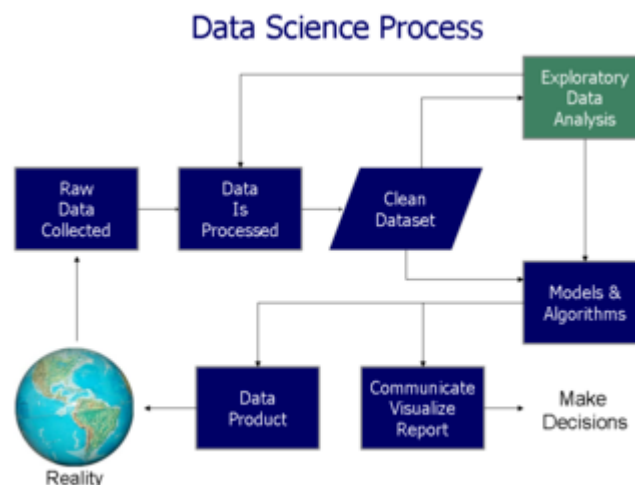 Data Science Process
Exploratory
Data
Analysis
Raw
Data
Collected
Data
Is
Processed
Clean
Dataset
Models &
Algorithms
Data
Product
Communicate
Visualize
Report
Make
Decisions
Reality